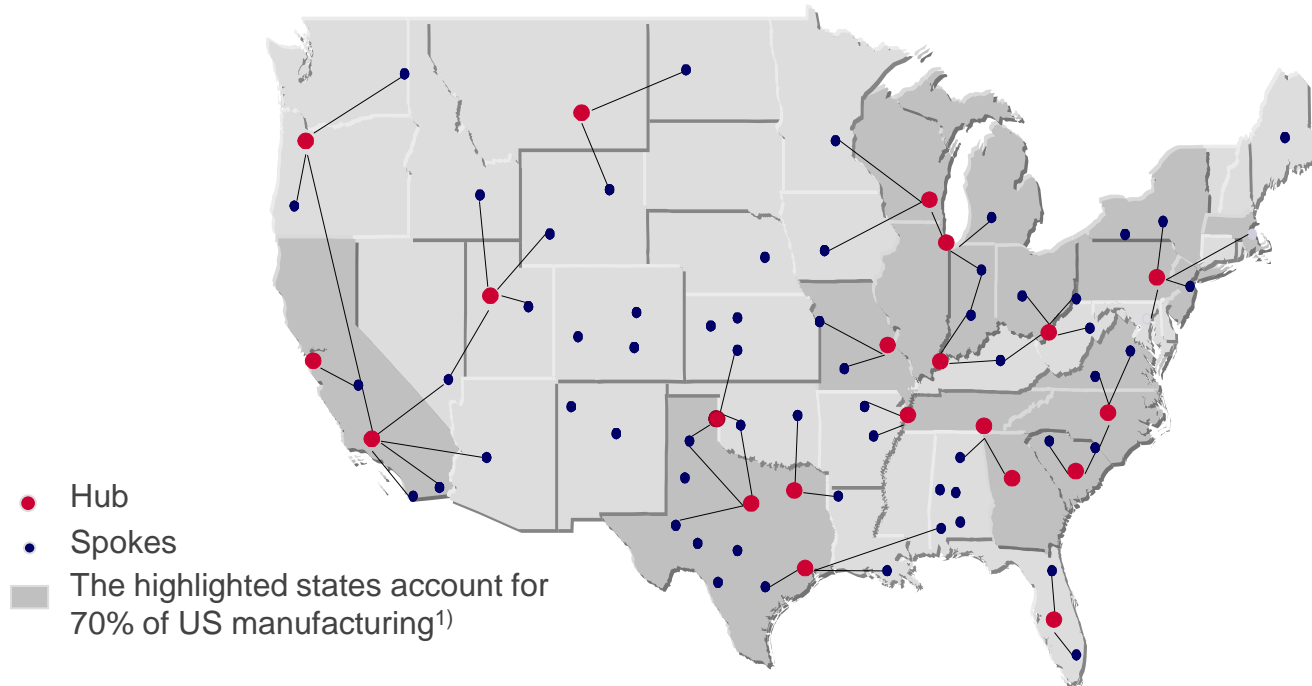 Hub
Spokes
The highlighted states account for
70% of US manufacturing1)